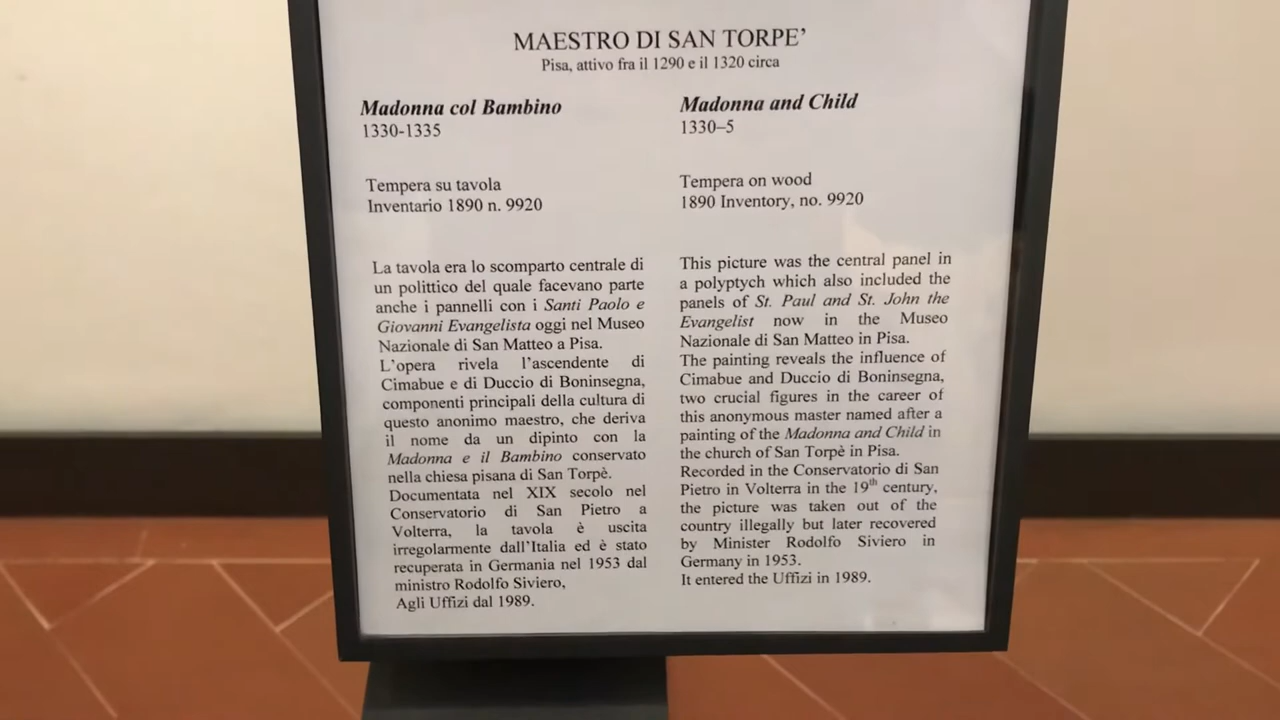 MAESTRO DI SAN TORPE’
Pisa, attivo fra il 1290 e il 1320 circa
Madonna col Bambino
1330-1335
Tempera su tavola
Inventario 1890 n. 9920
La tavola era lo scomparto centrale di
un polittico del quale facevano parte
anche i pannelli con i Santi Paolo e
Giovanni Evangelista oggi nel Museo
Nazionale di San Matteo a Pisa.
L’opera rivela l’ascendente di
Cimabue e di Duccio di Boninsegna,
componenti principali della cultura di
questo anonimo maestro, che deriva
il nome da un dipinto con la
Madonna e il Bambino conservato
nella chiesa pisana di San Torpè.
Documentata nel XIX secolo nel
Conservatorio di San Pietro a
Volterra, la tavola è uscita
irregolarmente dall’Italia ed è stato
recuperata in Germania nel 1953 dal
ministro Rodolfo Siviero,
Agli Uffizi dal 1989.
Madonna and Child
1330–5
Tempera on wood
1890 Inventory, no. 9920
This picture was the central panel in
a polyptych which also included the
panels of St. Paul and St. John the
Evangelist now in the Museo
Nazionale di San Matteo in Pisa.
The painting reveals the influence of
Cimabue and Duccio di Boninsegna,
two crucial figures in the career of
this anonymous master named after a
painting of the Madonna and Child in
the church of San Torpè in Pisa.
Recorded in the Conservatorio di San
Pietro in Volterra in the 19th century,
the picture was taken out of the
country illegally but later recovered
by Minister Rodolfo Siviero in
Germany in 1953.
It entered the Uffizi in 1989.